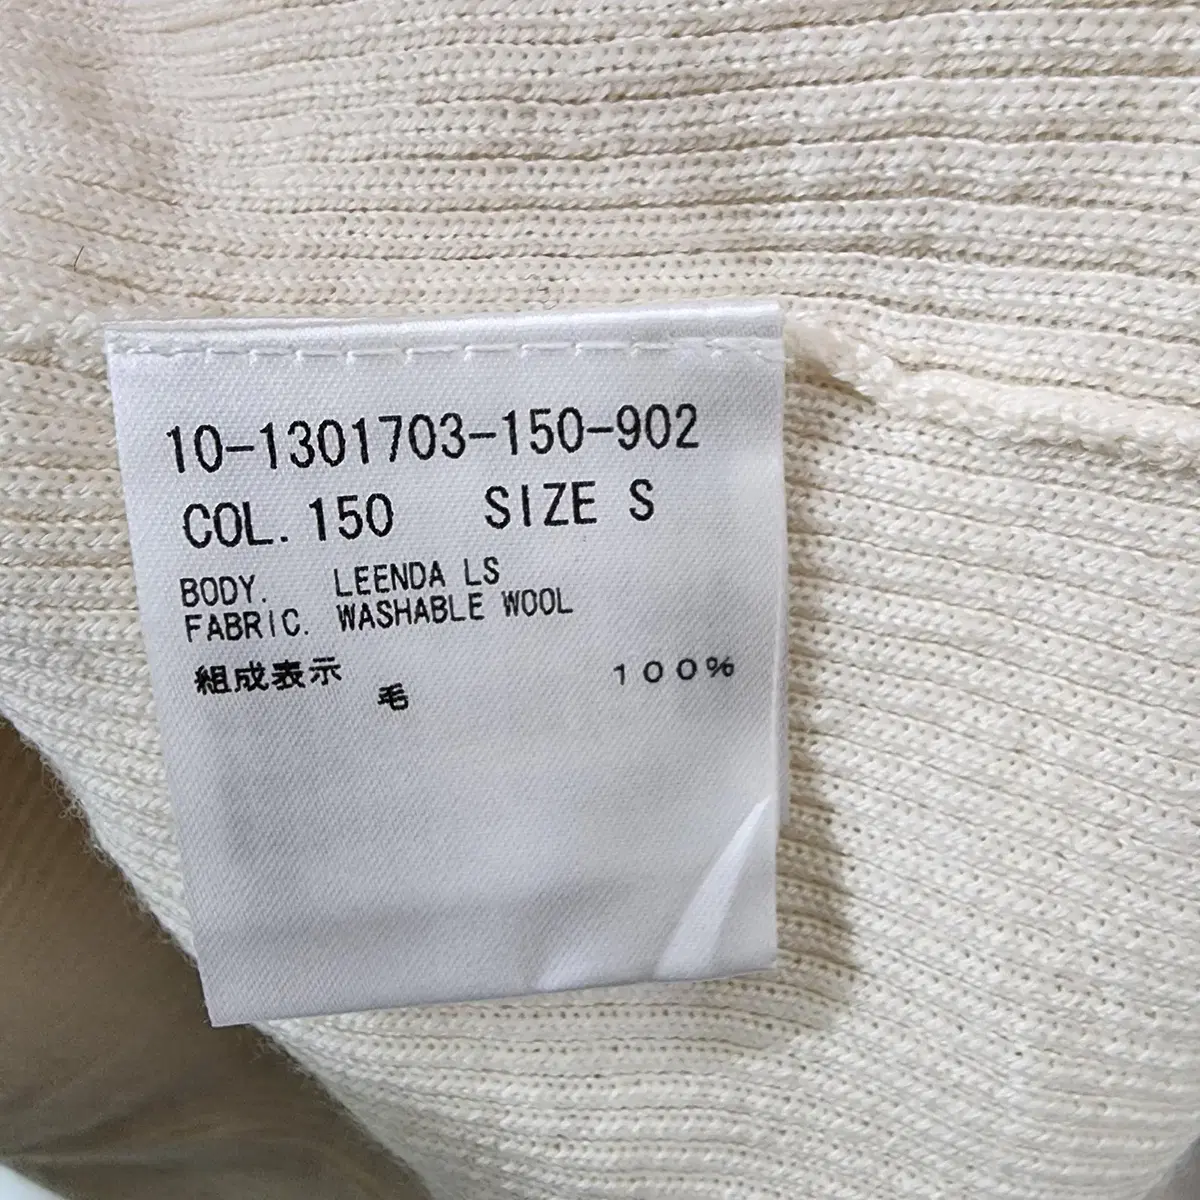 10-1301703-150-902
COL. 150 SIZE S
BODY. LEENDA LS
FABRIC. WASHABLE WOOL
組成表示
毛 100%